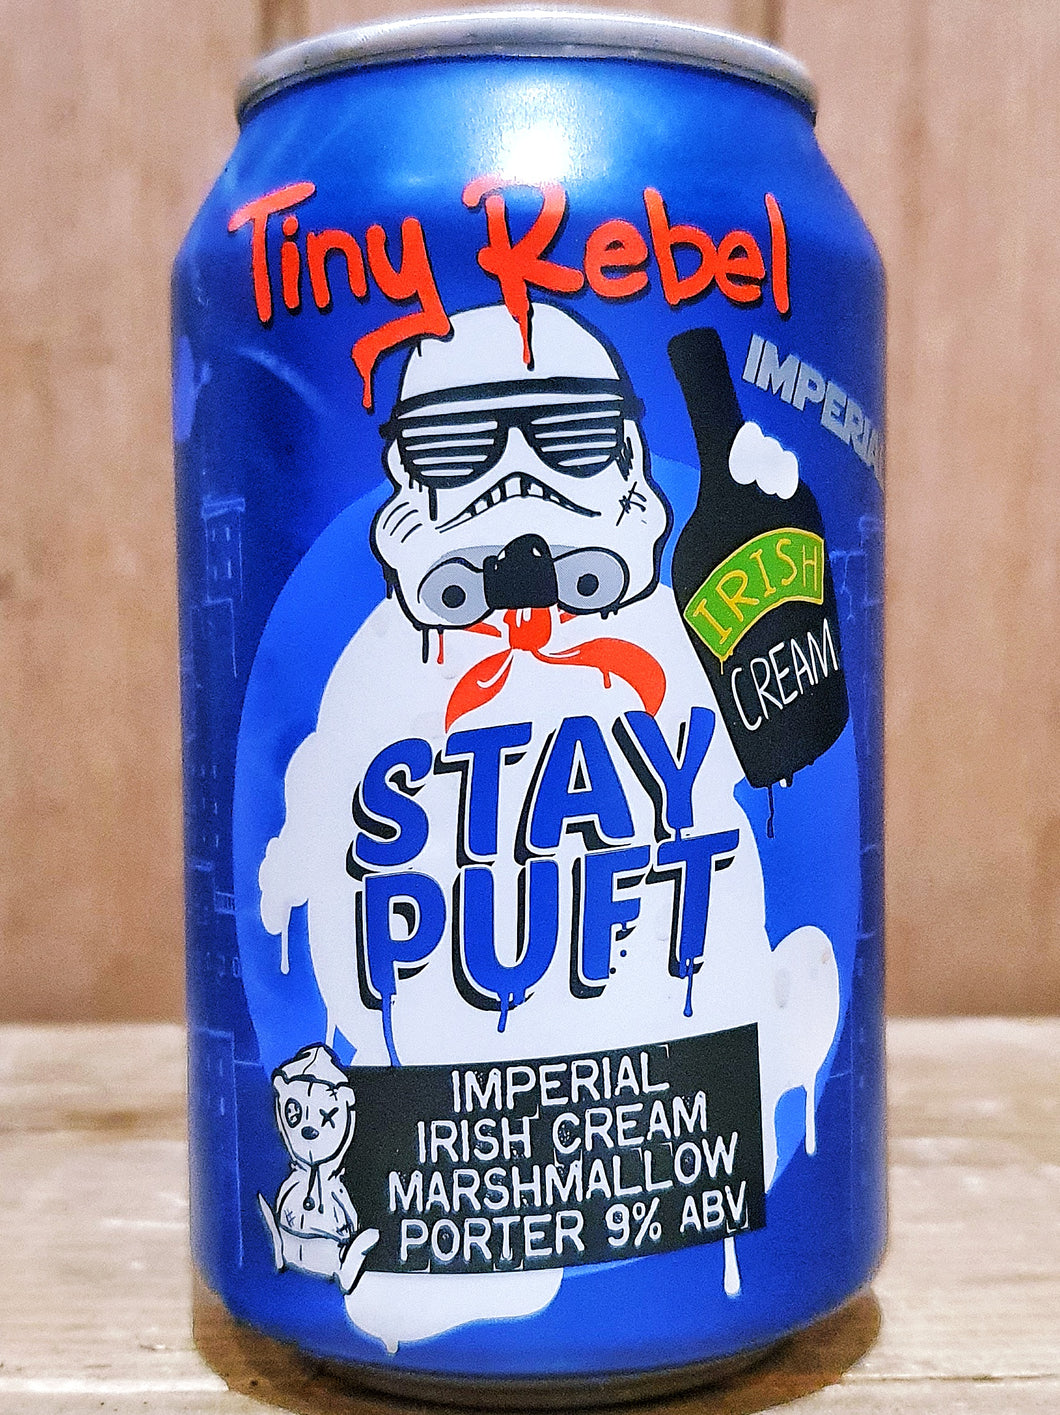 Tiny Rebel
IMPERIAL
IRISH
CREAM
STAY
PUFT
IMPERIAL
IRISH CREAM
MARSHMALLOW
PORTER 9% ABV